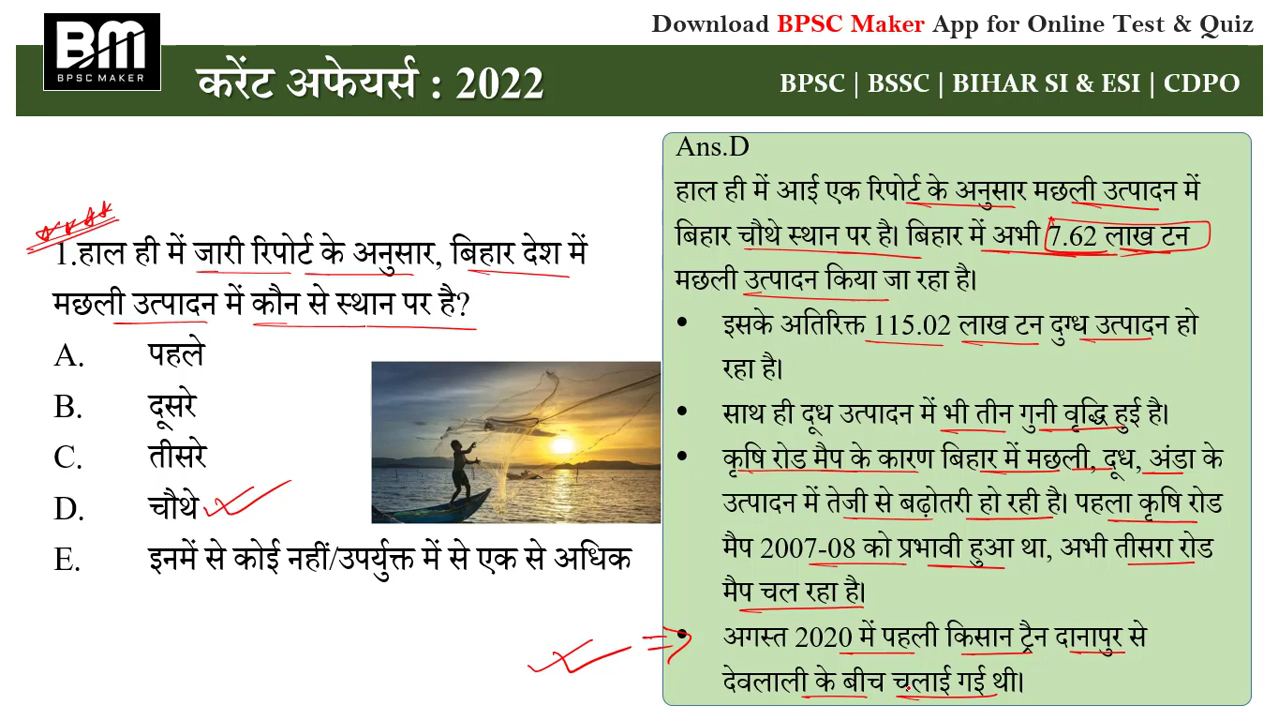 Download BPSC Maker App for Online Test & Quiz
BM
BPSC MAKER
करेंट अफेयर्स : 2022
BPSC | BSSC | BIHAR SI & ESI | CDPO
1.हाल ही में जारी रिपोर्ट के अनुसार, बिहार देश में
मछली उत्पादन में कौन से स्थान पर है?
A. पहले
B. दूसरे
C. तीसरे
D. चौथे
E. इनमें से कोई नहीं/उपर्युक्त में से एक से अधिक
Ans.D
हाल ही में आई एक रिपोर्ट के अनुसार मछली उत्पादन में
बिहार चौथे स्थान पर है। बिहार में अभी 7.62 लाख टन
मछली उत्पादन किया जा रहा है।
• इसके अतिरिक्त 115.02 लाख टन दुग्ध उत्पादन हो
रहा है।
• साथ ही दूध उत्पादन में भी तीन गुनी वृद्धि हुई है।
• कृषि रोड मैप के कारण बिहार में मछली, दूध, अंडा के
उत्पादन में तेजी से बढ़ोतरी हो रही है। पहला कृषि रोड
मैप 2007-08 को प्रभावी हुआ था, अभी तीसरा रोड
मैप चल रहा है।
• अगस्त 2020 में पहली किसान ट्रैन दानापुर से
देवलाली के बीच चलाई गई थी।